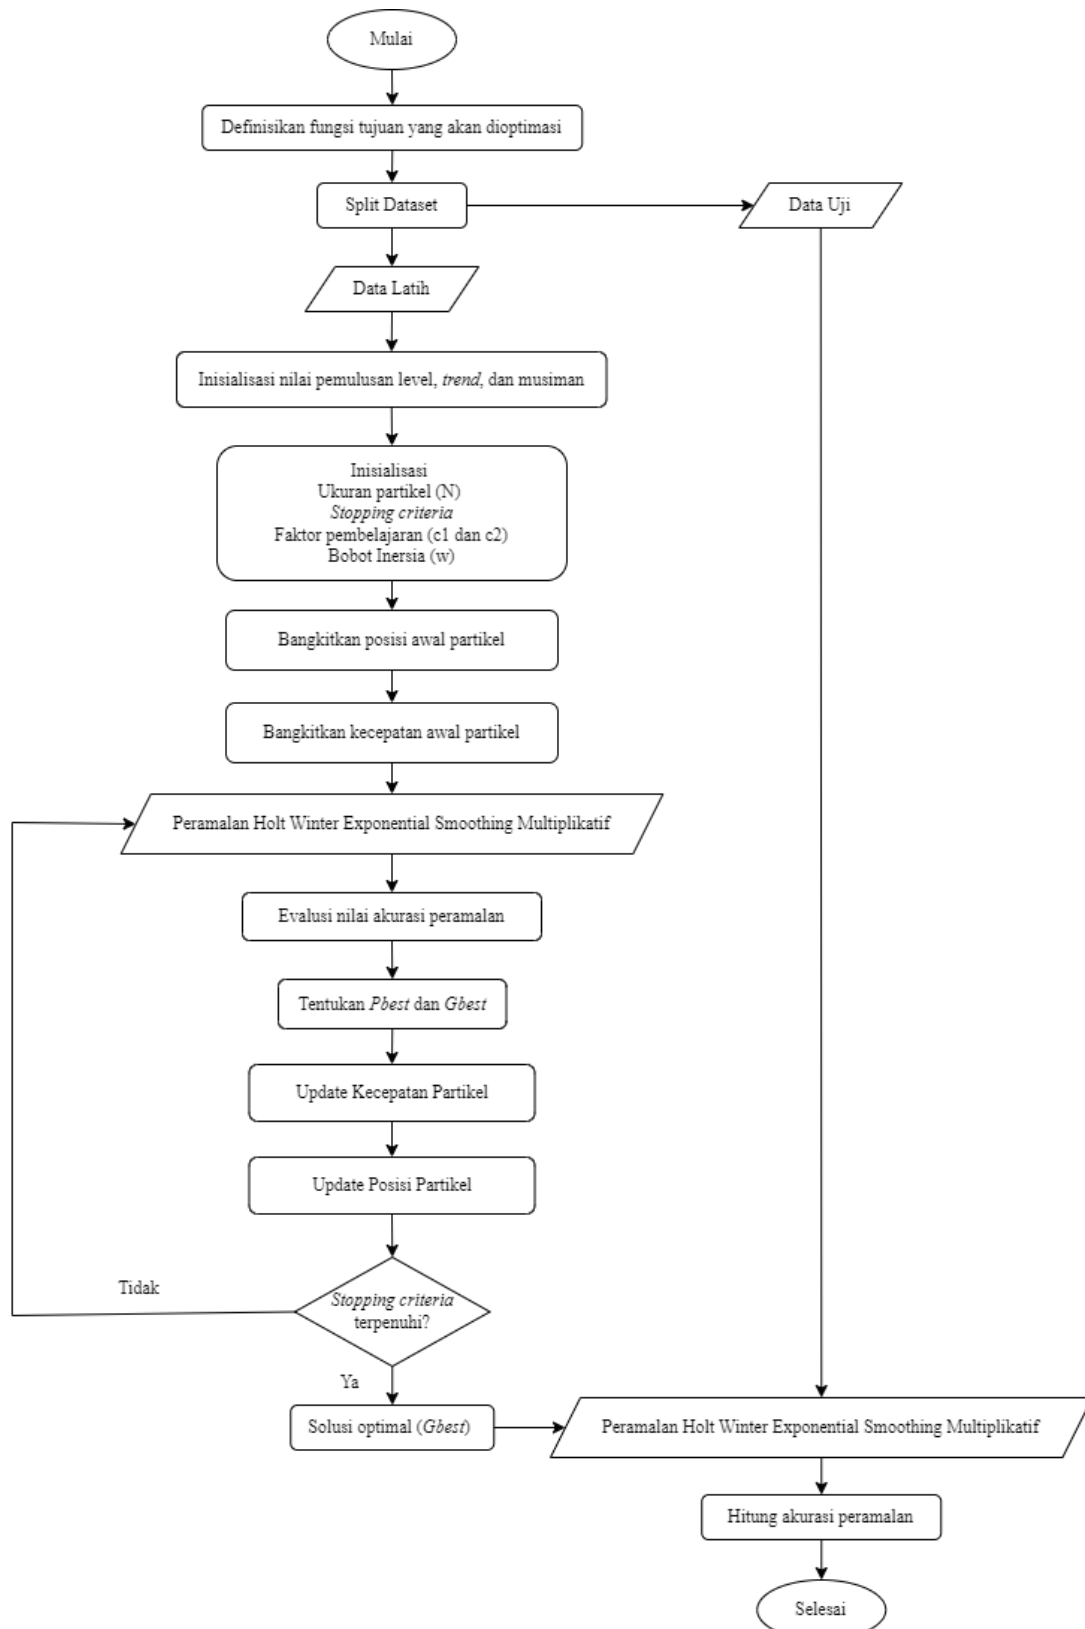 Mulai
Definisikan fungsi tujuan yang akan dioptimasi
Split Dataset
Data Uji
Data Latih
Inisialisasi nilai pemulusan level, trend, dan musiman
Inisialisasi
Ukuran partikel (N)
Stopping criteria
Faktor pembelajaran (c1 dan c2)
Bobot Inersia (w)
Bangkitkan posisi awal partikel
Bangkitkan kecepatan awal partikel
Peramalan Holt Winter Exponential Smoothing Multiplikatif
Evalusi nilai akurasi peramalan
Tentukan Pbest dan Gbest
Update Kecepatan Partikel
Update Posisi Partikel
Tidak
Stopping criteria
terpenuhi?
Ya
Solusi optimal (Gbest)
Peramalan Holt Winter Exponential Smoothing Multiplikatif
Hitung akurasi peramalan
Selesai